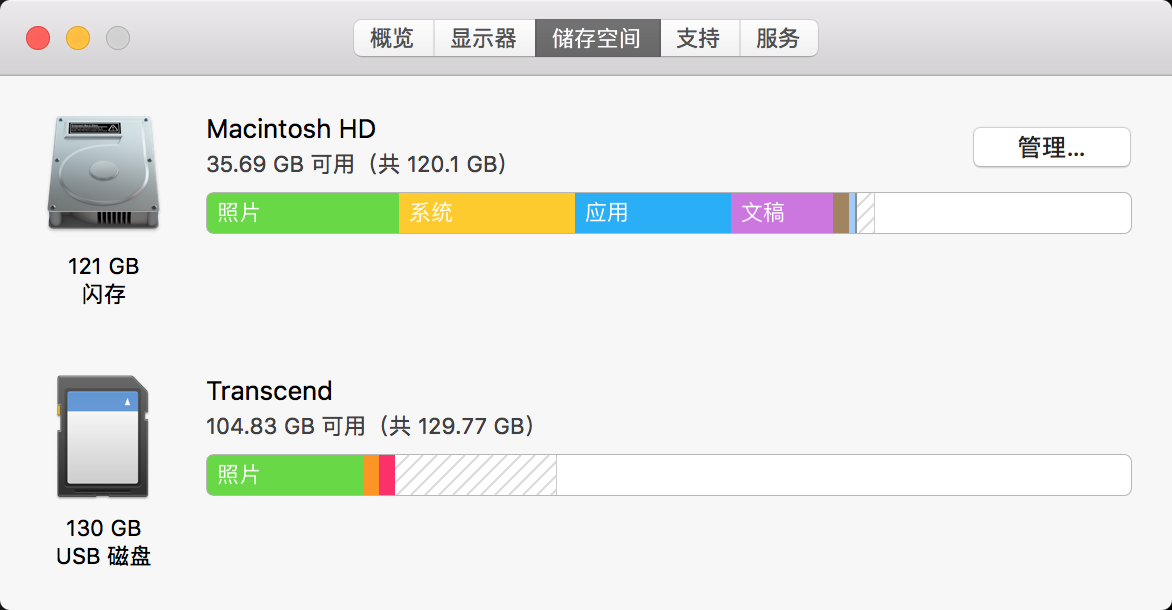 概览 显示器 储存空间 支持 服务
Macintosh HD
35.69 GB 可用（共 120.1 GB）
管理...
照片 系统 应用 文稿
121 GB
闪存
Transcend
104.83 GB 可用（共 129.77 GB）
照片
130 GB
USB 磁盘